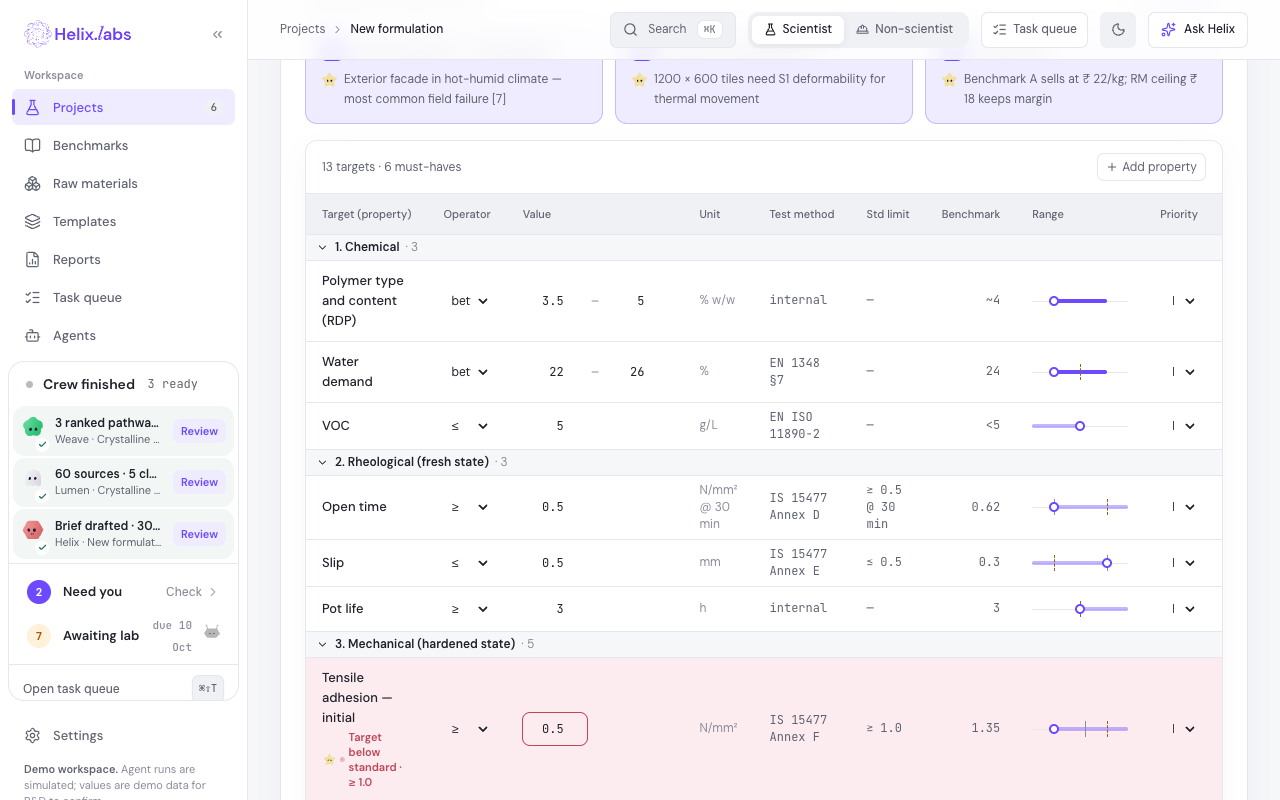 Helix.labs
Projects
New formulation
Search
⌘K
Scientist
Non-scientist
Task queue
Ask Helix
Workspace
Projects
6
Benchmarks
Raw materials
Templates
Reports
Task queue
Agents
Crew finished
3 ready
3 ranked pathwa…
Weave · Crystalline …
Review
60 sources · 5 cl…
Lumen · Crystalline …
Review
Brief drafted · 30…
Helix · New formulat…
Review
2
Need you
Check
7
Awaiting lab
due 10
Oct
Open task queue
⌘⇧T
Settings
Demo workspace. Agent runs are
simulated; values are demo data for
R&D to confirm
Exterior facade in hot-humid climate —
most common field failure [7]
1200 × 600 tiles need S1 deformability for
thermal movement
Benchmark A sells at ₹ 22/kg; RM ceiling ₹
18 keeps margin
13 targets · 6 must-haves
+ Add property
Target (property)
Operator
Value
Unit
Test method
Std limit
Benchmark
Range
Priority
1. Chemical · 3
Polymer type
and content
(RDP)
bet
3.5 – 5
% w/w
internal
—
~4
Water
demand
bet
22 – 26
%
EN 1348
§7
—
24
VOC
≤
5
g/L
EN ISO
11890-2
—
<5
2. Rheological (fresh state) · 3
Open time
≥
0.5
N/mm²
@ 30
min
IS 15477
Annex D
≥ 0.5
@ 30
min
0.62
Slip
≤
0.5
mm
IS 15477
Annex E
≤ 0.5
0.3
Pot life
≥
3
h
internal
—
3
3. Mechanical (hardened state) · 5
Tensile
adhesion —
initial
Target
below
standard ·
≥ 1.0
≥
0.5
N/mm²
IS 15477
Annex F
≥ 1.0
1.35